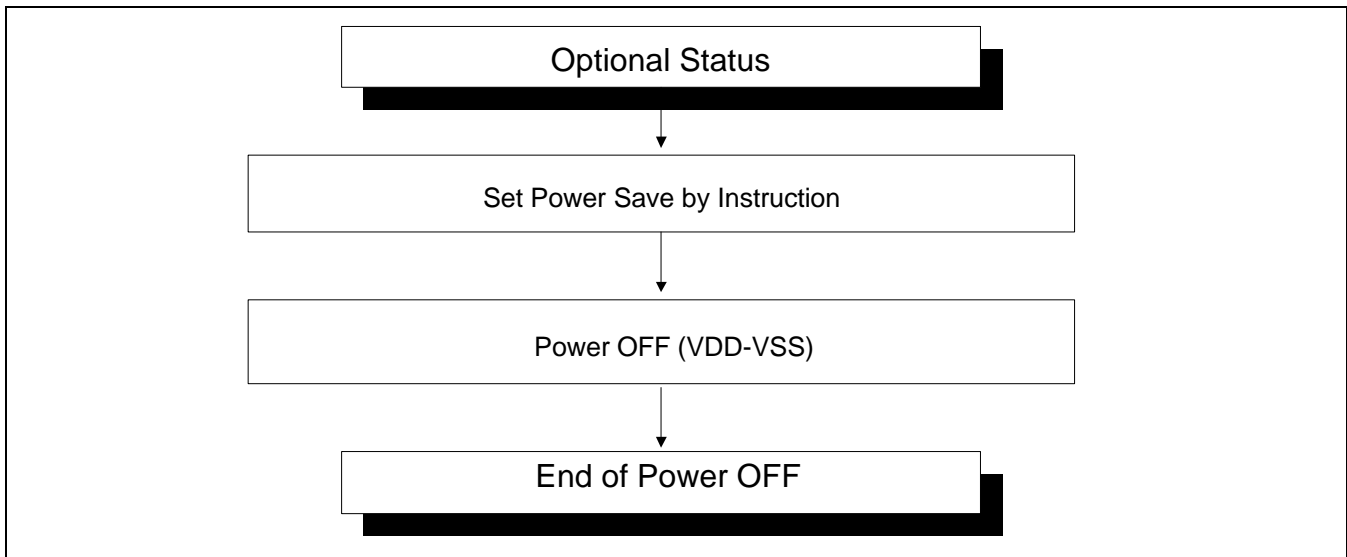 Optional Status
Set Power Save by Instruction
Power OFF (VDD-VSS)
End of Power OFF